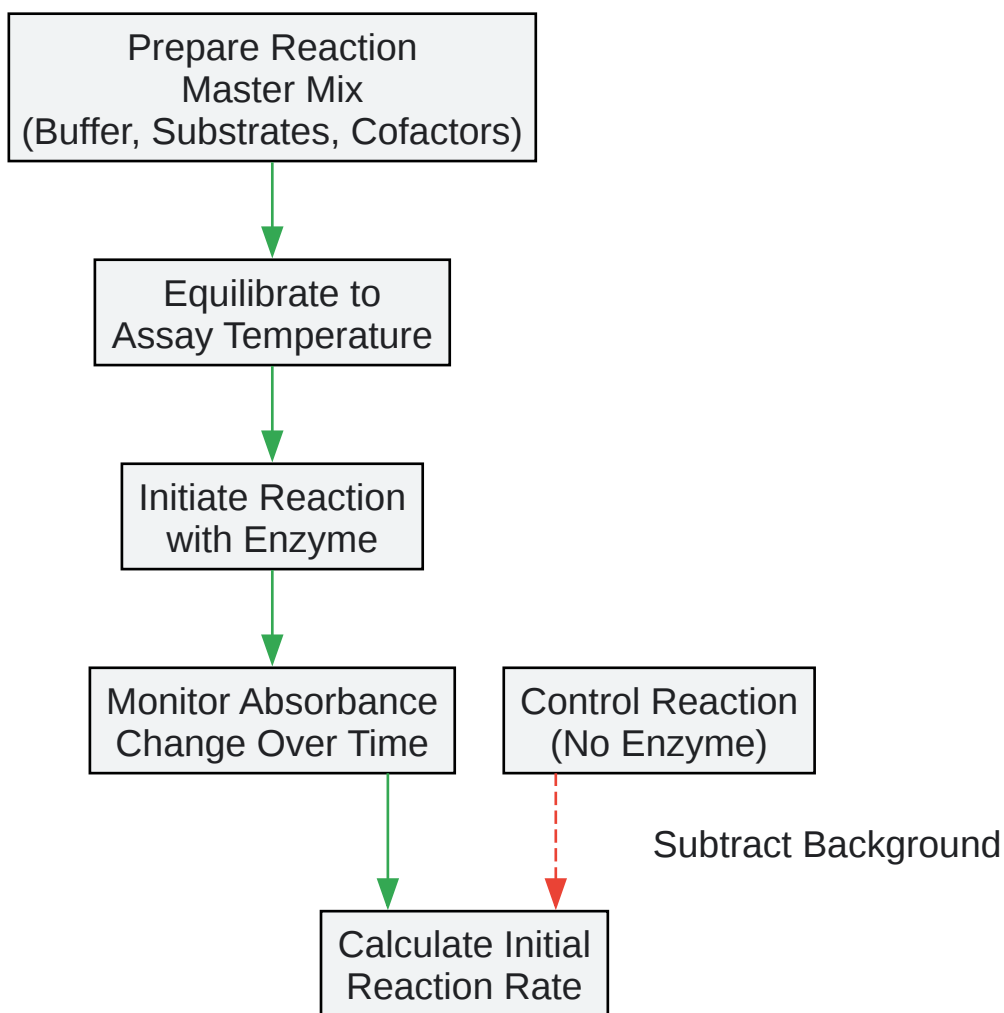 Prepare Reaction
Master Mix
(Buffer, Substrates, Cofactors)
Equilibrate to
Assay Temperature
Initiate Reaction
with Enzyme
Monitor Absorbance
Change Over Time
Control Reaction
(No Enzyme)
Subtract Background
Calculate Initial
Reaction Rate